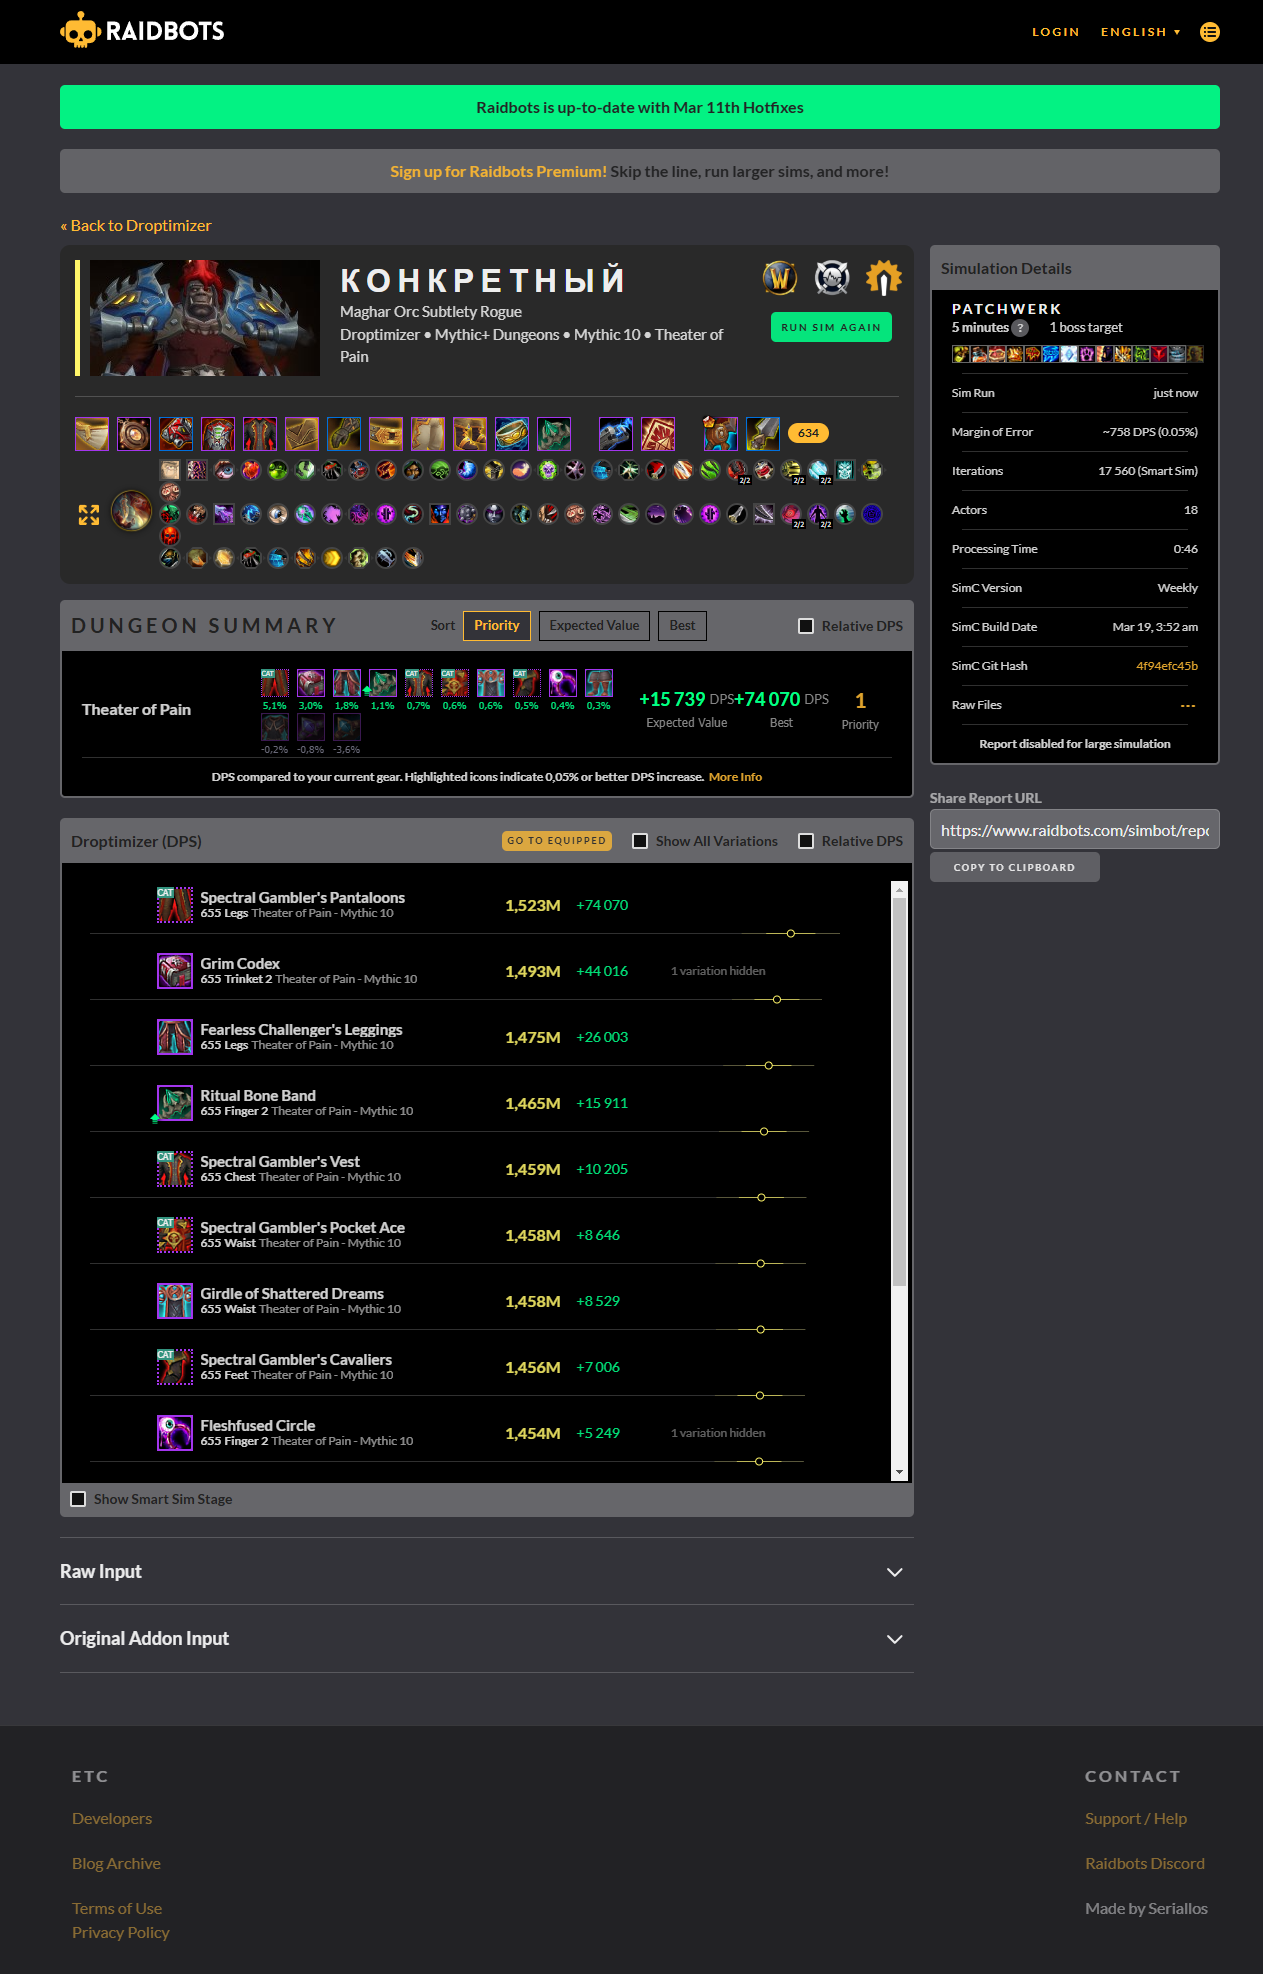 RAIDBOTS
LOGIN
ENGLISH ▼
Raidbots is up-to-date with Mar 11th Hotfixes
Sign up for Raidbots Premium! Skip the line, run larger sims, and more!
« Back to Droptimizer
КОНКРЕТНЫЙ
Maghar Orc Subtlety Rogue
Droptimizer • Mythic+ Dungeons • Mythic 10 • Theater of
Pain
RUN SIM AGAIN
634
2/2
2/2
2/2
2/2
2/2
DUNGEON SUMMARY
Sort
Priority
Expected Value
Best
Relative DPS
Theater of Pain
CAT
CAT
CAT
CAT
5,1%
3,0%
1,8%
1,1%
0,7%
0,6%
0,6%
0,5%
0,4%
0,3%
-0,2%
-0,8%
-3,6%
+15 739 DPS
Expected Value
+74 070 DPS
Best
1
Priority
DPS compared to your current gear. Highlighted icons indicate 0,05% or better DPS increase. More Info
Droptimizer (DPS)
GO TO EQUIPPED
Show All Variations
Relative DPS
CAT
Spectral Gambler's Pantaloons
655 Legs Theater of Pain - Mythic 10
1,523M
+74 070
Grim Codex
655 Trinket 2 Theater of Pain - Mythic 10
1,493M
+44 016
1 variation hidden
Fearless Challenger's Leggings
655 Legs Theater of Pain - Mythic 10
1,475M
+26 003
Ritual Bone Band
655 Finger 2 Theater of Pain - Mythic 10
1,465M
+15 911
CAT
Spectral Gambler's Vest
655 Chest Theater of Pain - Mythic 10
1,459M
+10 205
CAT
Spectral Gambler's Pocket Ace
655 Waist Theater of Pain - Mythic 10
1,458M
+8 646
Girdle of Shattered Dreams
655 Waist Theater of Pain - Mythic 10
1,458M
+8 529
CAT
Spectral Gambler's Cavaliers
655 Feet Theater of Pain - Mythic 10
1,456M
+7 006
Fleshfused Circle
655 Finger 2 Theater of Pain - Mythic 10
1,454M
+5 249
1 variation hidden
Show Smart Sim Stage
Raw Input
Original Addon Input
Simulation Details
PATCHWERK
5 minutes ?
1 boss target
Sim Run
just now
Margin of Error
~758 DPS (0.05%)
Iterations
17 560 (Smart Sim)
Actors
18
Processing Time
0:46
SimC Version
Weekly
SimC Build Date
Mar 19, 3:52 am
SimC Git Hash
4f94efc45b
Raw Files
---
Report disabled for large simulation
Share Report URL
https://www.raidbots.com/simbot/repo
COPY TO CLIPBOARD
ETC
Developers
Blog Archive
Terms of Use
Privacy Policy
CONTACT
Support / Help
Raidbots Discord
Made by Seriallos